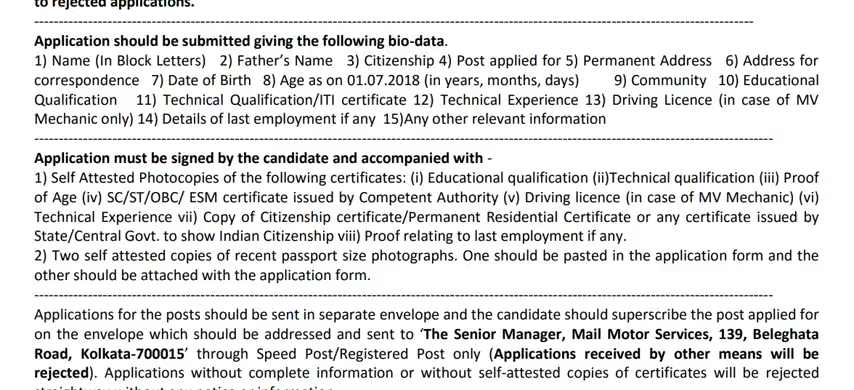 to rejected applications.
-----------------------------------------------------------------------------------------------------------------------------------------------------
Application should be submitted giving the following bio-data.
1) Name (In Block Letters) 2) Father’s Name 3) Citizenship 4) Post applied for 5) Permanent Address 6) Address for
correspondence 7) Date of Birth 8) Age as on 01.07.2018 (in years, months, days) 9) Community 10) Educational
Qualification 11) Technical Qualification/ITI certificate 12) Technical Experience 13) Driving Licence (in case of MV
Mechanic only) 14) Details of last employment if any 15)Any other relevant information
---------------------------------------------------------------------------------------------------------------------------------------------------------
Application must be signed by the candidate and accompanied with -
1) Self Attested Photocopies of the following certificates: (i) Educational qualification (ii)Technical qualification (iii) Proof
of Age (iv) SC/ST/OBC/ ESM certificate issued by Competent Authority (v) Driving licence (in case of MV Mechanic) (vi)
Technical Experience vii) Copy of Citizenship certificate/Permanent Residential Certificate or any certificate issued by
State/Central Govt. to show Indian Citizenship viii) Proof relating to last employment if any.
2) Two self attested copies of recent passport size photographs. One should be pasted in the application form and the
other should be attached with the application form.
---------------------------------------------------------------------------------------------------------------------------------------------------------
Applications for the posts should be sent in separate envelope and the candidate should superscribe the post applied for
on the envelope which should be addressed and sent to ‘The Senior Manager, Mail Motor Services, 139, Beleghata
Road, Kolkata-700015’ through Speed Post/Registered Post only (Applications received by other means will be
rejected). Applications without complete information or without self-attested copies of certificates will be rejected
straightway without any notice or information